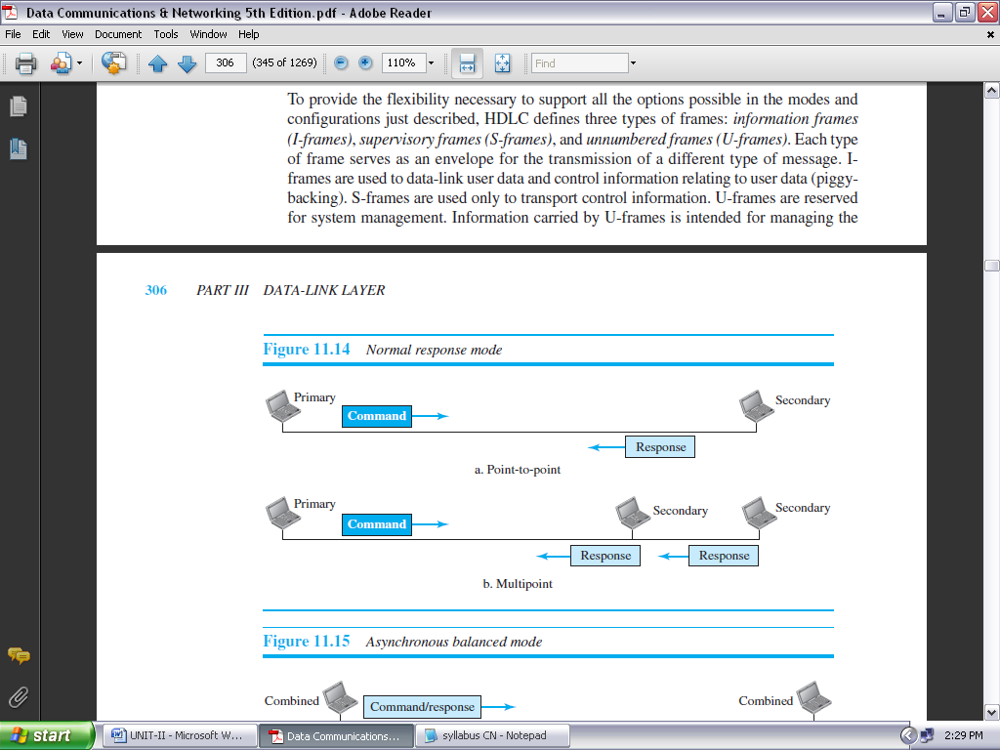 Data Communications & Networking 5th Edition.pdf - Adobe Reader
File Edit View Document Tools Window Help
306 (345 of 1269) 110% Find
To provide the flexibility necessary to support all the options possible in the modes and
configurations just described, HDLC defines three types of frames: information frames
(I-frames), supervisory frames (S-frames), and unnumbered frames (U-frames). Each type
of frame serves as an envelope for the transmission of a different type of message. I-
frames are used to data-link user data and control information relating to user data (piggy-
backing). S-frames are used only to transport control information. U-frames are reserved
for system management. Information carried by U-frames is intended for managing the
306 PART III DATA-LINK LAYER
Figure 11.14 Normal response mode
Primary
Secondary
Command
Response
a. Point-to-point
Primary
Secondary
Secondary
Command
Response
Response
b. Multipoint
Figure 11.15 Asynchronous balanced mode
Combined
Command/response
Combined
start
UNIT-II - Microsoft W...
Data Communications...
syllabus CN - Notepad
2:29 PM